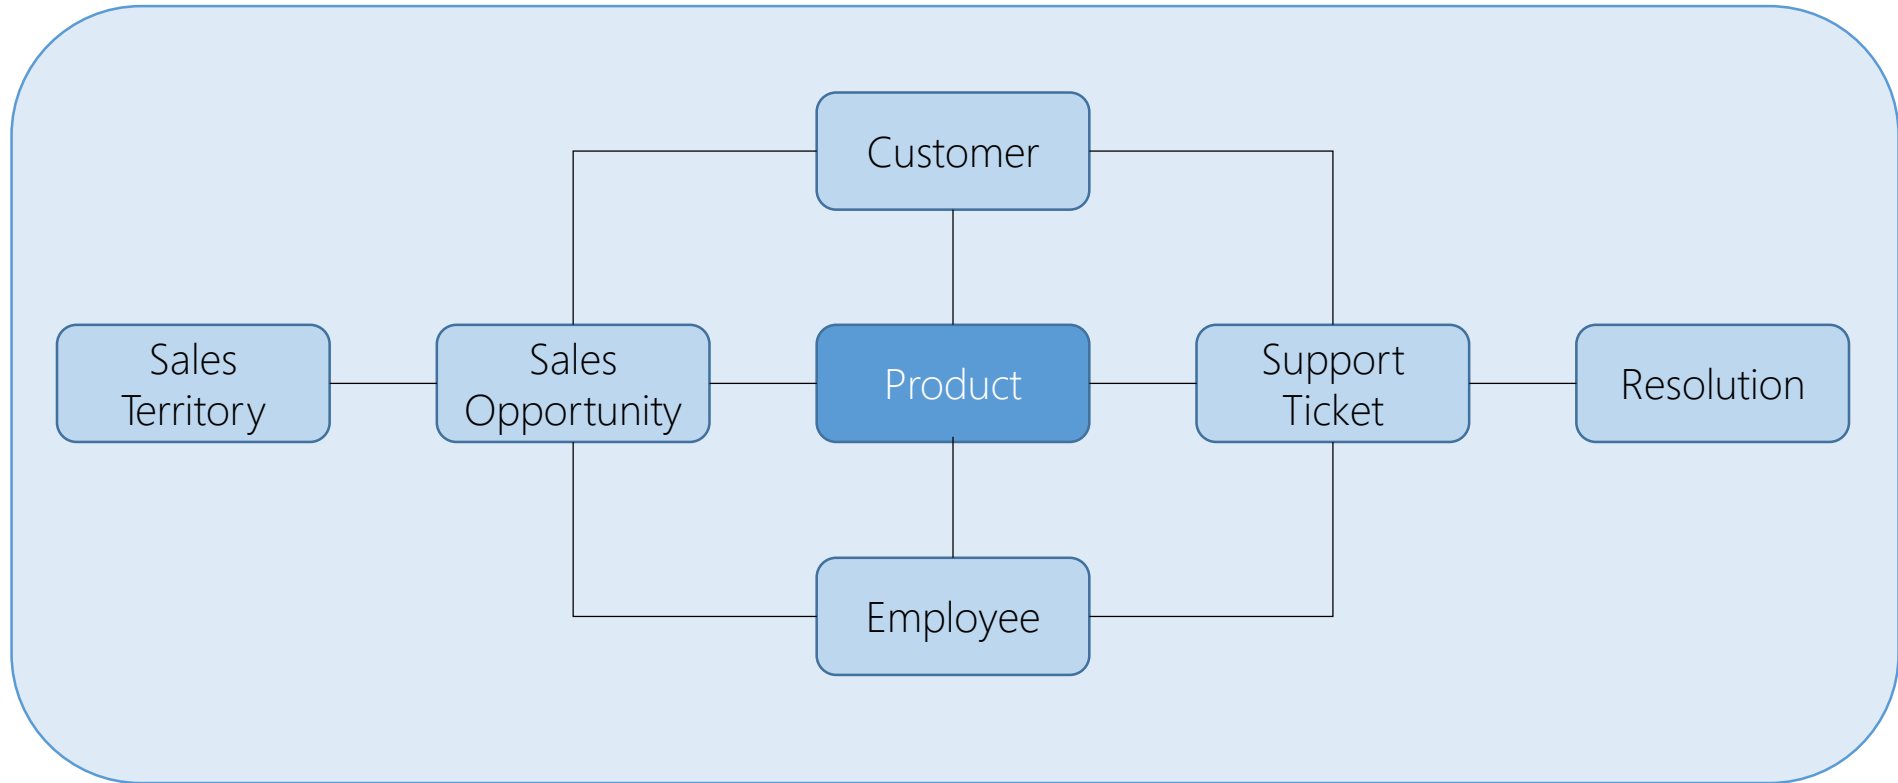 Customer
Sales
Territory
Sales
Opportunity
Product
Support
Ticket
Resolution
Employee